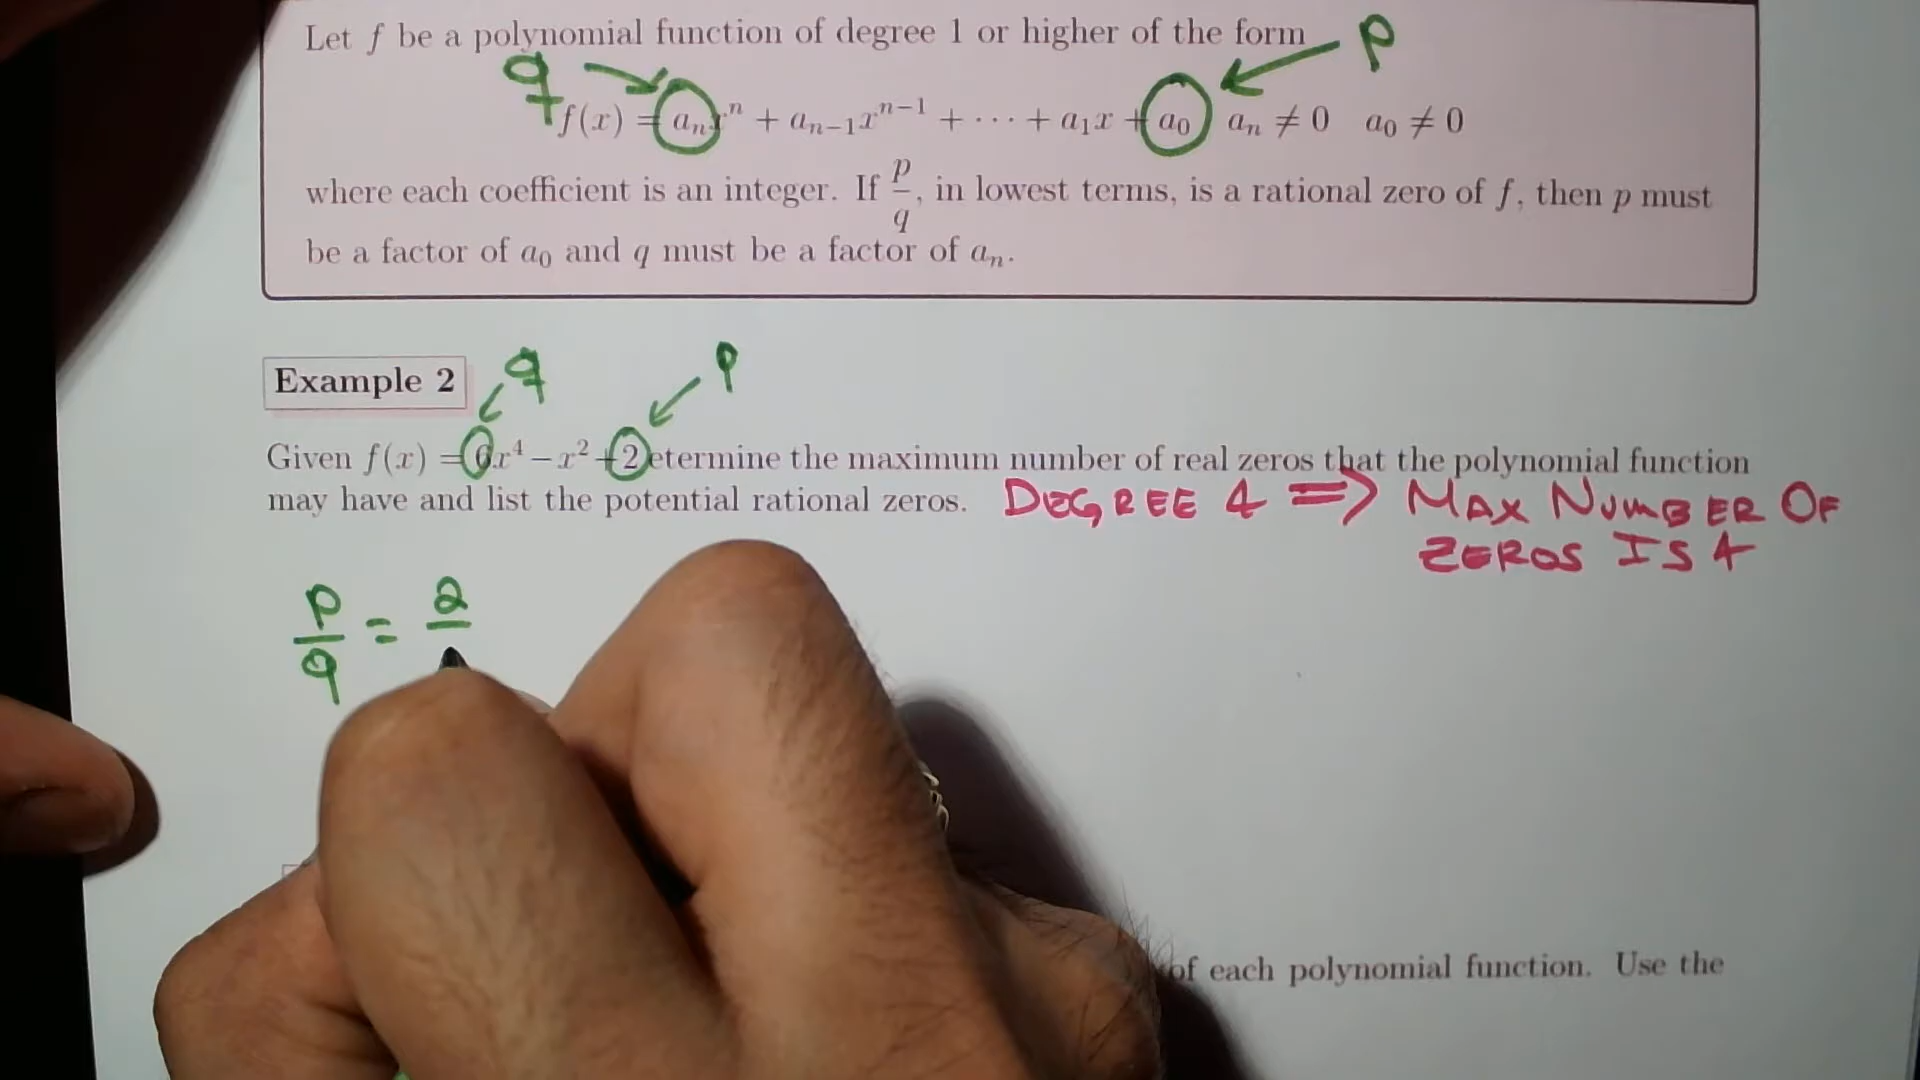 Let f be a polynomial function of degree 1 or higher of the form
p
q
f(x) = aₙxⁿ + aₙ₋₁xⁿ⁻¹ + ⋯ + a₁x + a₀ aₙ ≠ 0 a₀ ≠ 0
where each coefficient is an integer. If p/q, in lowest terms, is a rational zero of f, then p must
be a factor of a₀ and q must be a factor of aₙ.
q
p
Example 2
Given f(x) = 6x⁴ − x² + 2 etermine the maximum number of real zeros that the polynomial function
may have and list the potential rational zeros. DEGREE 4 ⇒ MAX NUMBER OF
ZEROS IS 4
p/q = 2/
of each polynomial function. Use the